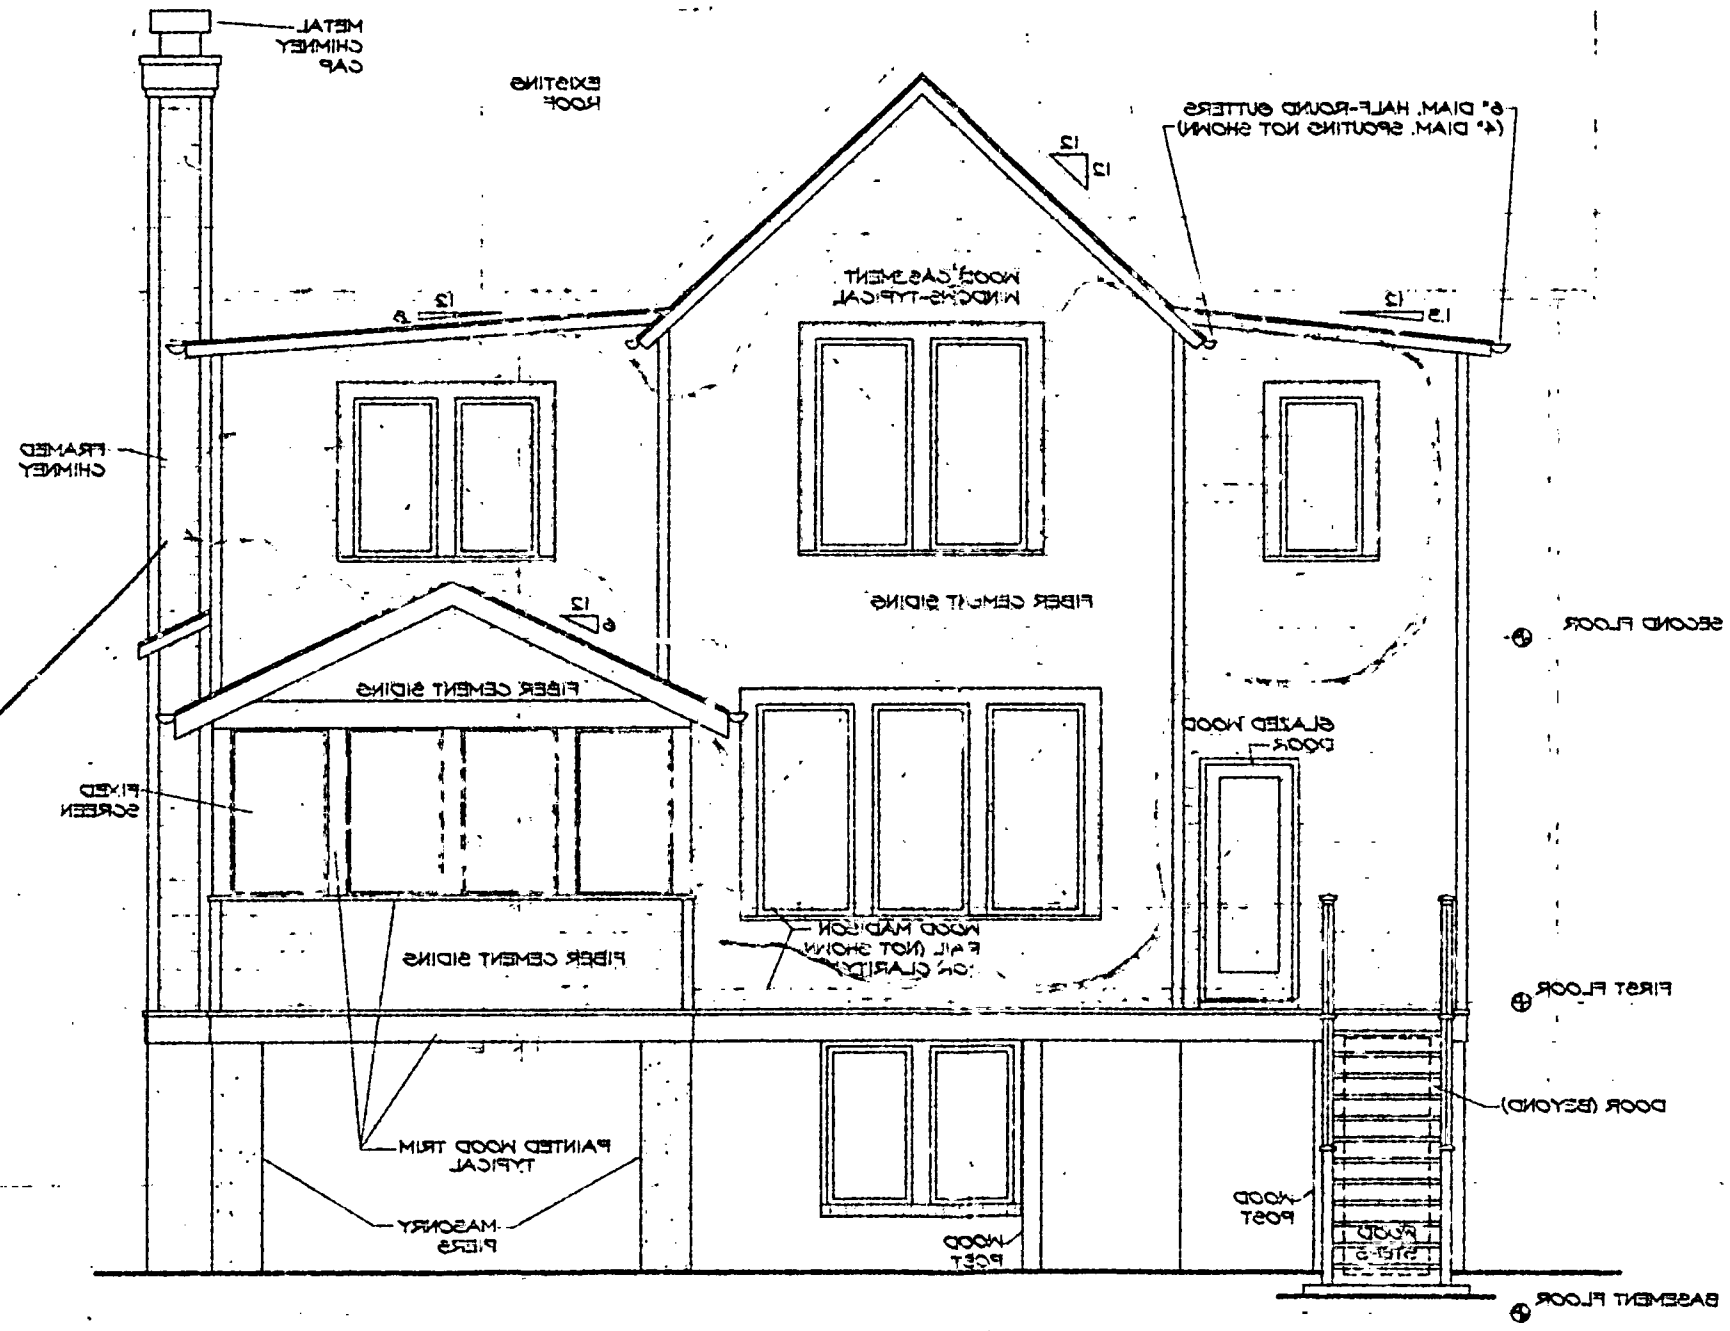 METAL
CHIMNEY
CAP
EXISTING
ROOF
6" DIAM. HALF-ROUND GUTTERS
(4" DIAM. SPOUTING NOT SHOWN)
12
12
WOOD CASEMENT
WINDOWS-TYPICAL
12
12
1.5
FRAMED
CHIMNEY
FIBER CEMENT SIDING
12
6
SECOND FLOOR
FIBER CEMENT SIDING
GLAZED WOOD
DOOR
FIXED
SCREEN
WOOD MADISON
RAIL (NOT SHOWN
FOR CLARITY)
FIBER CEMENT SIDING
FIRST FLOOR
DOOR (BEYOND)
PAINTED WOOD TRIM
TYPICAL
WOOD
POST
MASONRY
PIERS
WOOD
POST
WOOD
STEPS
BASEMENT FLOOR